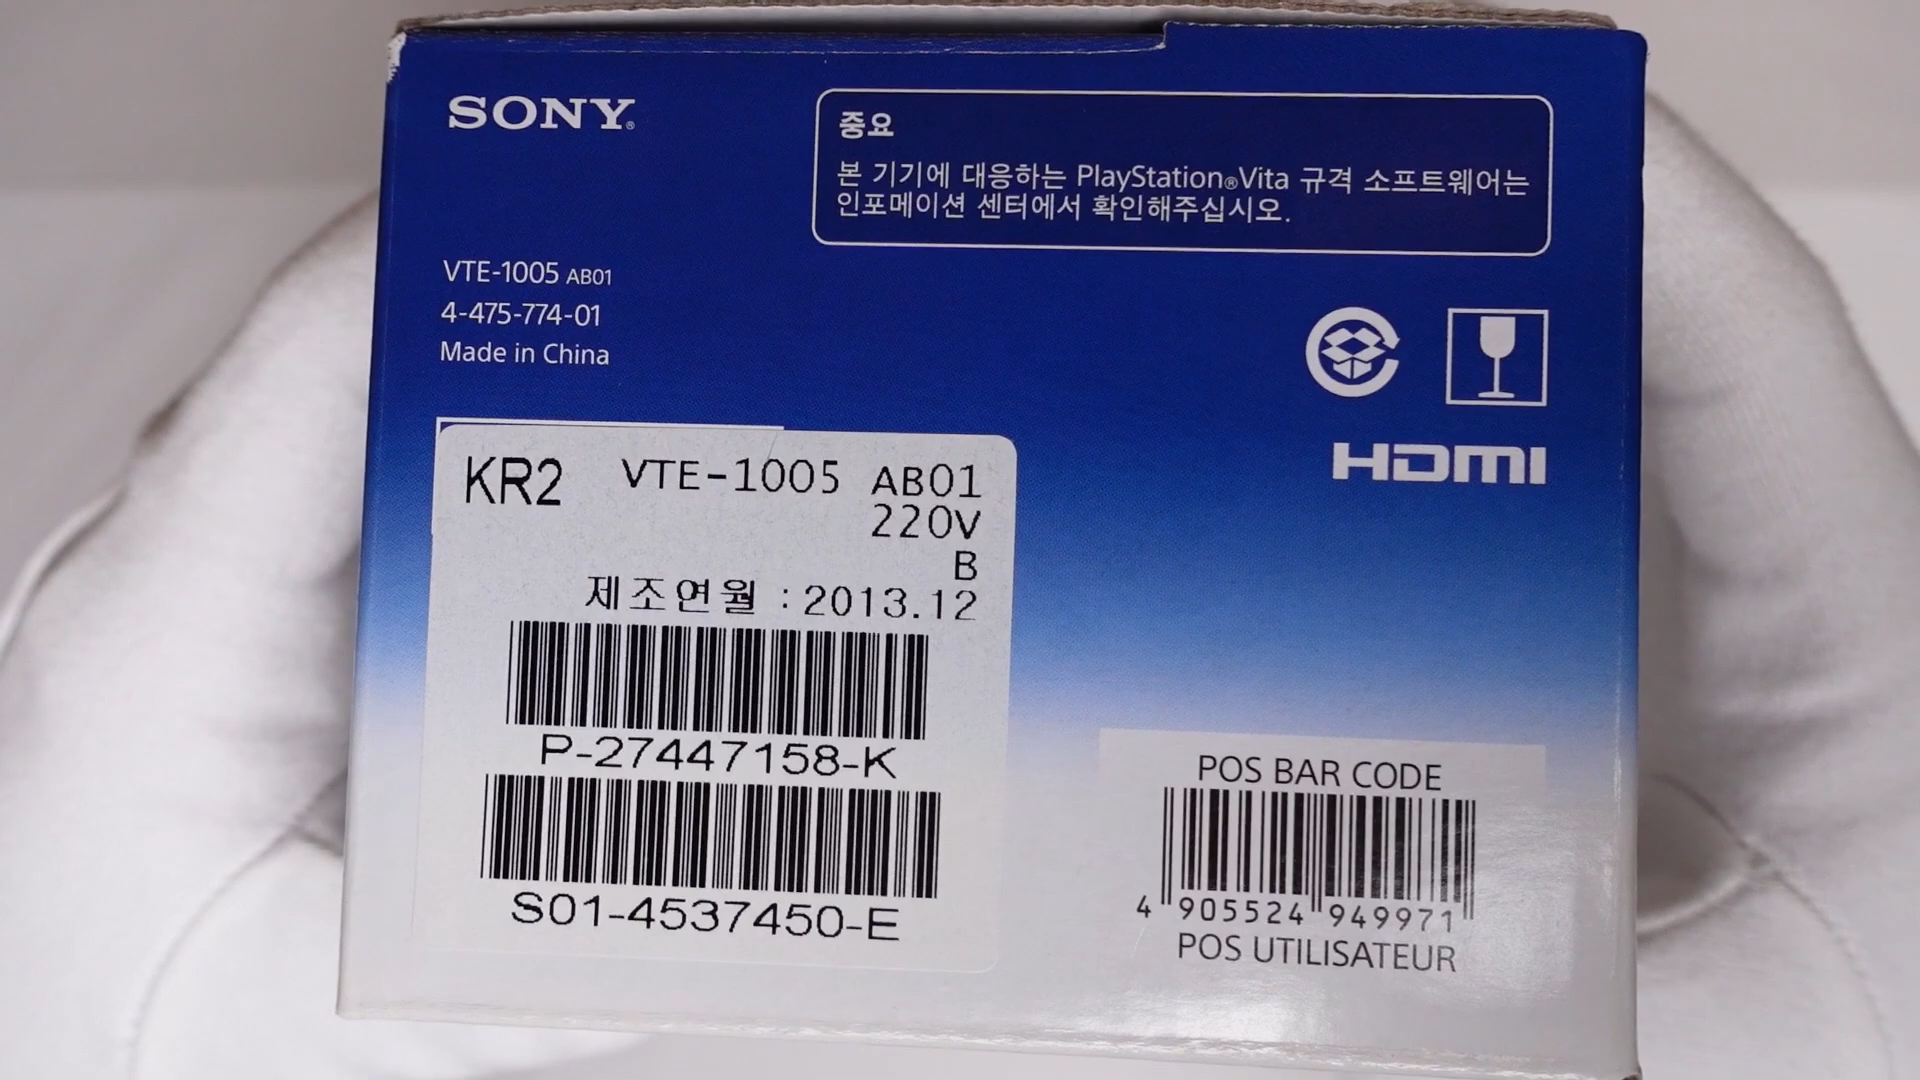 SONY®
중요
본 기기에 대응하는 PlayStation®Vita 규격 소프트웨어는
인포메이션 센터에서 확인해주십시오.
VTE-1005 AB01
4-475-774-01
Made in China
HDMI
KR2 VTE-1005 AB01
220V
B
제조연월 : 2013.12
P-27447158-K
S01-4537450-E
POS BAR CODE
4 905524 949971
POS UTILISATEUR